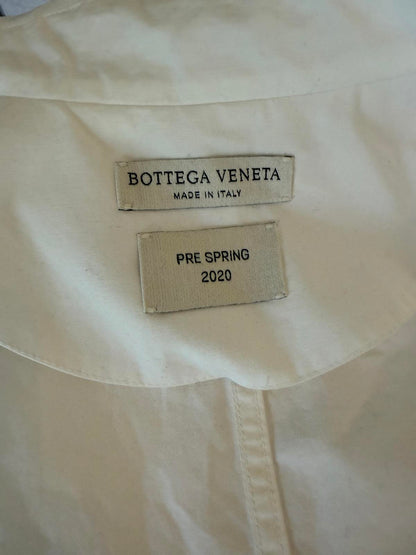 BOTTEGA VENETA
MADE IN ITALY
PRE SPRING
2020